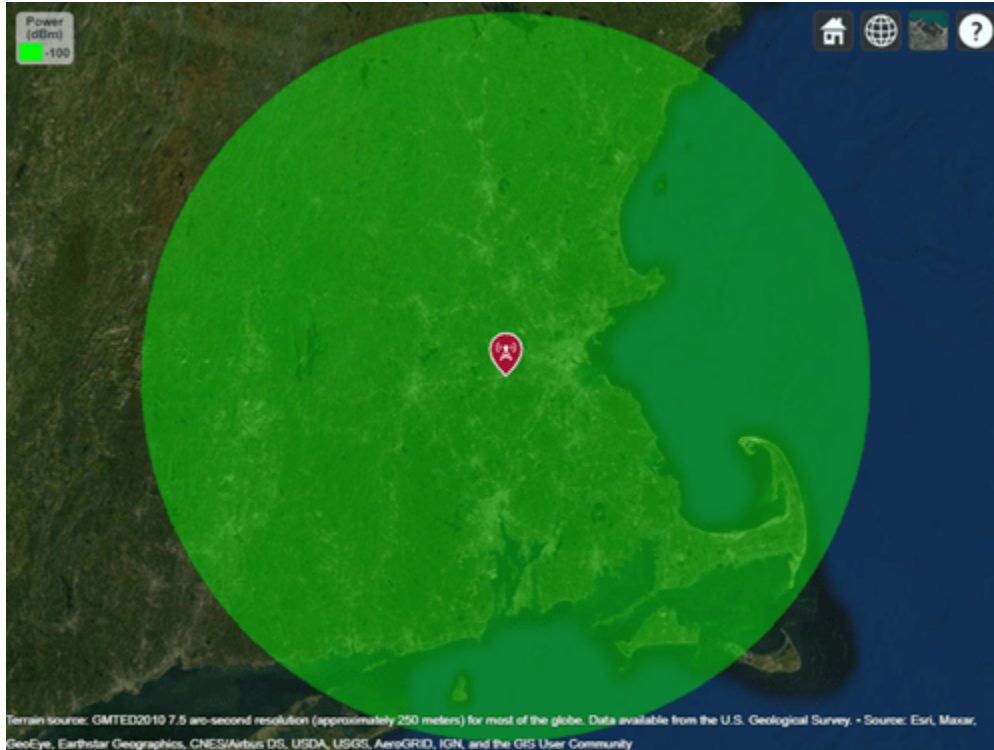 Power
(dBm)
-100
?
Terrain source: GMTED2010 7.5 arc-second resolution (approximately 250 meters) for most of the globe. Data available from the U.S. Geological Survey. • Source: Esri, Maxar,
GeoEye, Earthstar Geographics, CNES/Airbus DS, USDA, USGS, AeroGRID, IGN, and the GIS User Community